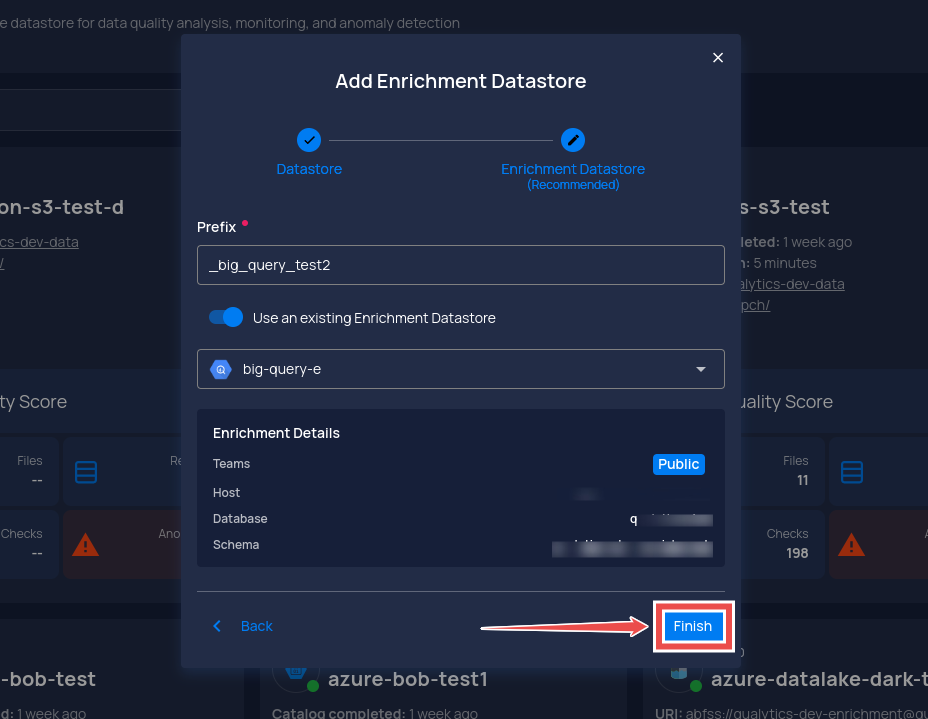 e datastore for data quality analysis, monitoring, and anomaly detection
Add Enrichment Datastore
Datastore
Enrichment Datastore
(Recommended)
on-s3-test-d
s-s3-test
Prefix
cs-dev-data
leted: 1 week ago
/
n: 5 minutes
_big_query_test2
alytics-dev-data
pch/
Use an existing Enrichment Datastore
big-query-e
ty Score
uality Score
Enrichment Details
Teams
Public
Files
--
Re
Files
11
Host
Database
q
Schema
Checks
--
Ano
Checks
198
A
Back
Finish
-bob-test
azure-bob-test1
azure-datalake-dark-t
d: 1 week ago
Catalog completed: 1 week ago
URI: abfss://qualytics-dev-enrichment@qu